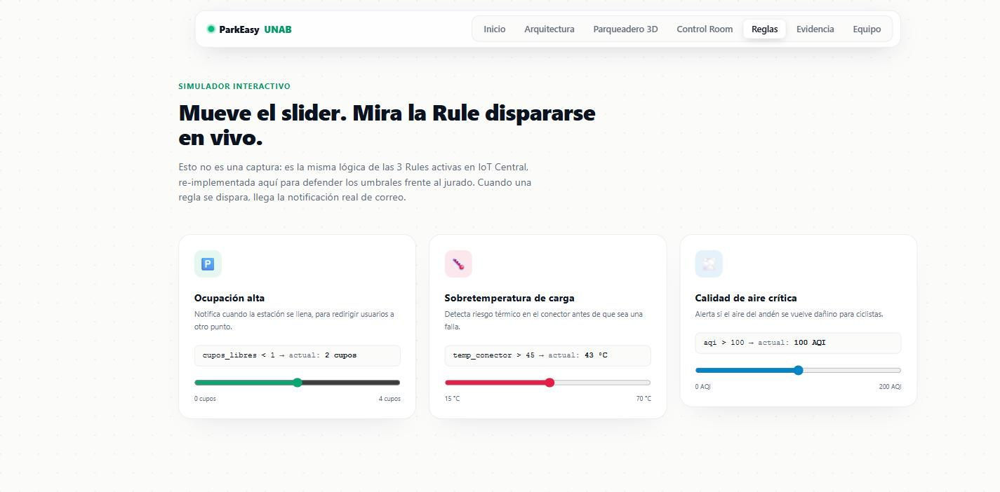 ParkEasy UNAB
Inicio Arquitectura Parqueadero 3D Control Room Reglas Evidencia Equipo
SIMULADOR INTERACTIVO
Mueve el slider. Mira la Rule dispararse
en vivo.
Esto no es una captura: es la misma lógica de las 3 Rules activas en IoT Central,
re-implementada aquí para defender los umbrales frente al jurado. Cuando una
regla se dispara, llega la notificación real de correo.
P
Ocupación alta
Notifica cuando la estación se llena, para redirigir usuarios a
otro punto.
cupos_libres < 1 → actual: 2 cupos
0 cupos 4 cupos
Sobretemperatura de carga
Detecta riesgo térmico en el conector antes de que sea una
falla.
temp_conector > 45 → actual: 43 °C
15 °C 70 °C
Calidad de aire crítica
Alerta si el aire del andén se vuelve dañino para ciclistas.
aqi > 100 → actual: 100 AQI
0 AQI 200 AQI